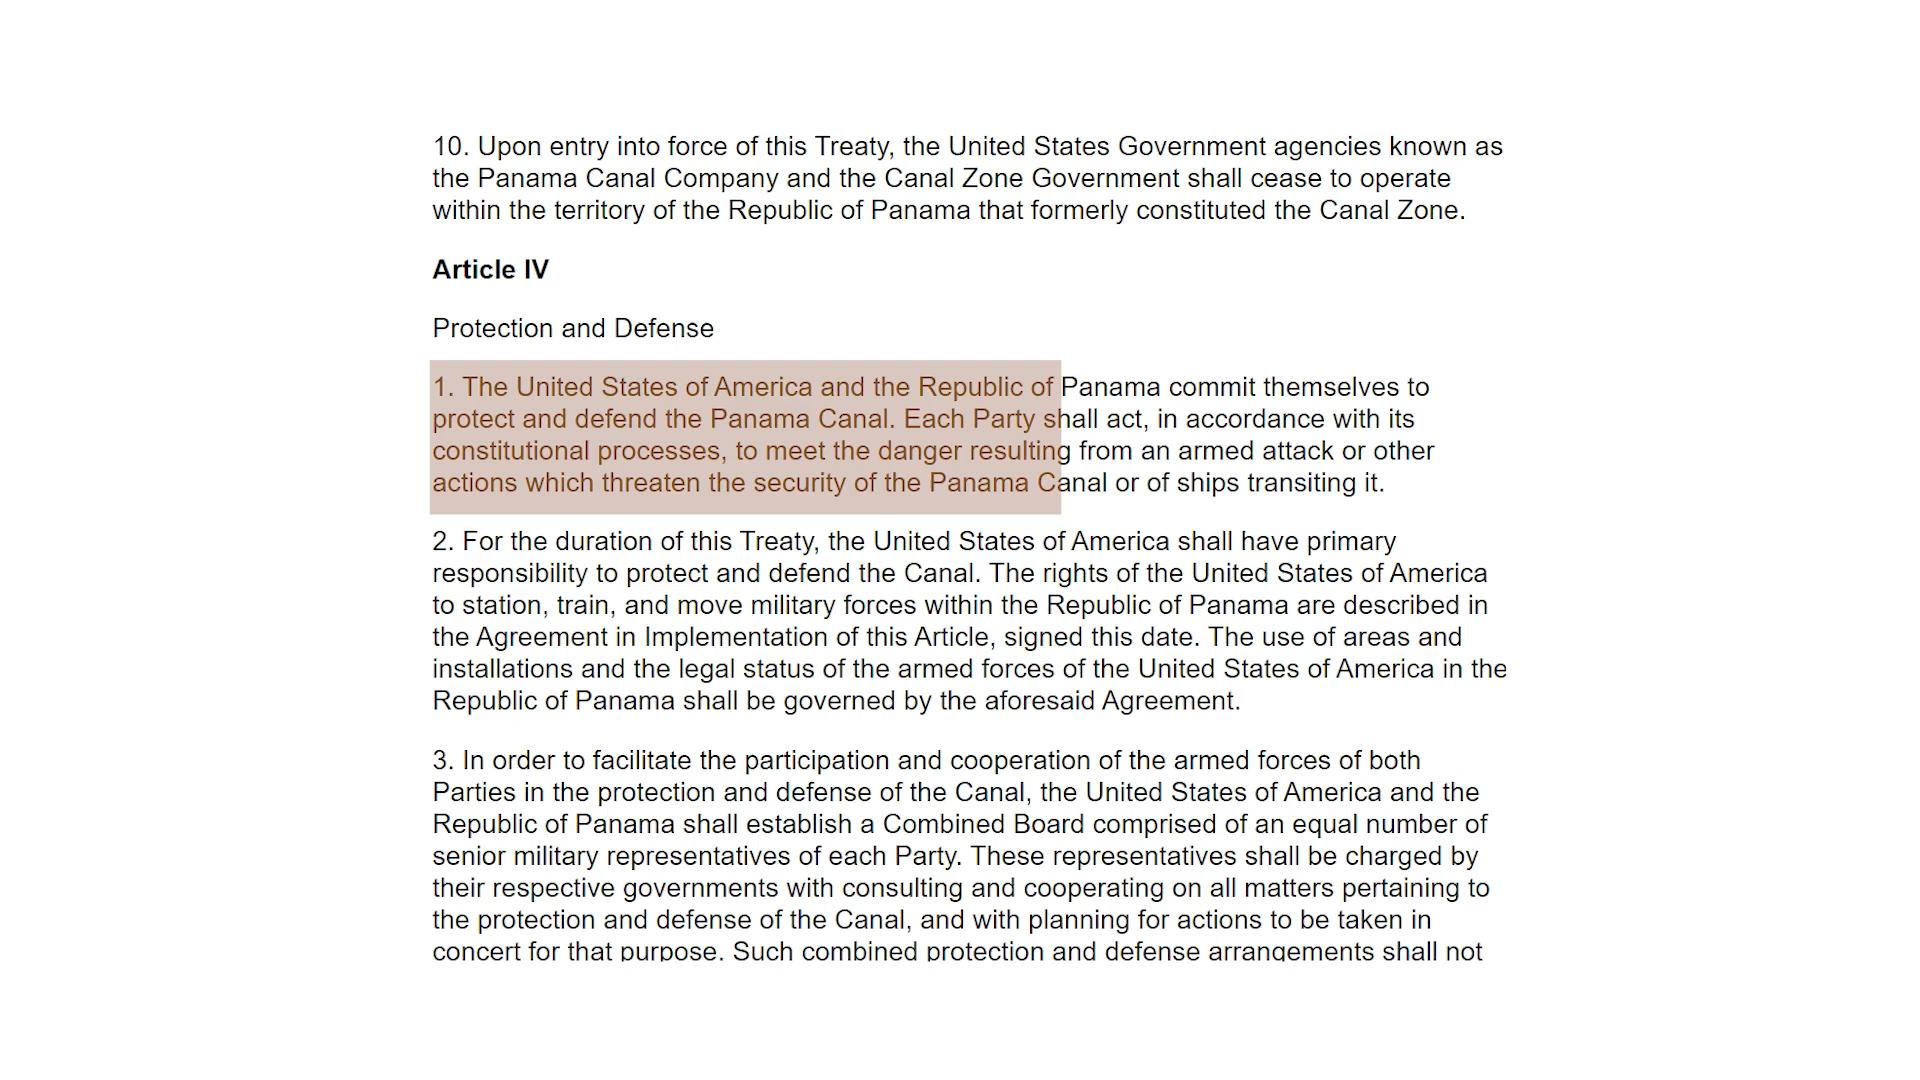 10. Upon entry into force of this Treaty, the United States Government agencies known as
the Panama Canal Company and the Canal Zone Government shall cease to operate
within the territory of the Republic of Panama that formerly constituted the Canal Zone.
Article IV
Protection and Defense
1. The United States of America and the Republic of Panama commit themselves to
protect and defend the Panama Canal. Each Party shall act, in accordance with its
constitutional processes, to meet the danger resulting from an armed attack or other
actions which threaten the security of the Panama Canal or of ships transiting it.
2. For the duration of this Treaty, the United States of America shall have primary
responsibility to protect and defend the Canal. The rights of the United States of America
to station, train, and move military forces within the Republic of Panama are described in
the Agreement in Implementation of this Article, signed this date. The use of areas and
installations and the legal status of the armed forces of the United States of America in the
Republic of Panama shall be governed by the aforesaid Agreement.
3. In order to facilitate the participation and cooperation of the armed forces of both
Parties in the protection and defense of the Canal, the United States of America and the
Republic of Panama shall establish a Combined Board comprised of an equal number of
senior military representatives of each Party. These representatives shall be charged by
their respective governments with consulting and cooperating on all matters pertaining to
the protection and defense of the Canal, and with planning for actions to be taken in
concert for that purpose. Such combined protection and defense arrangements shall not